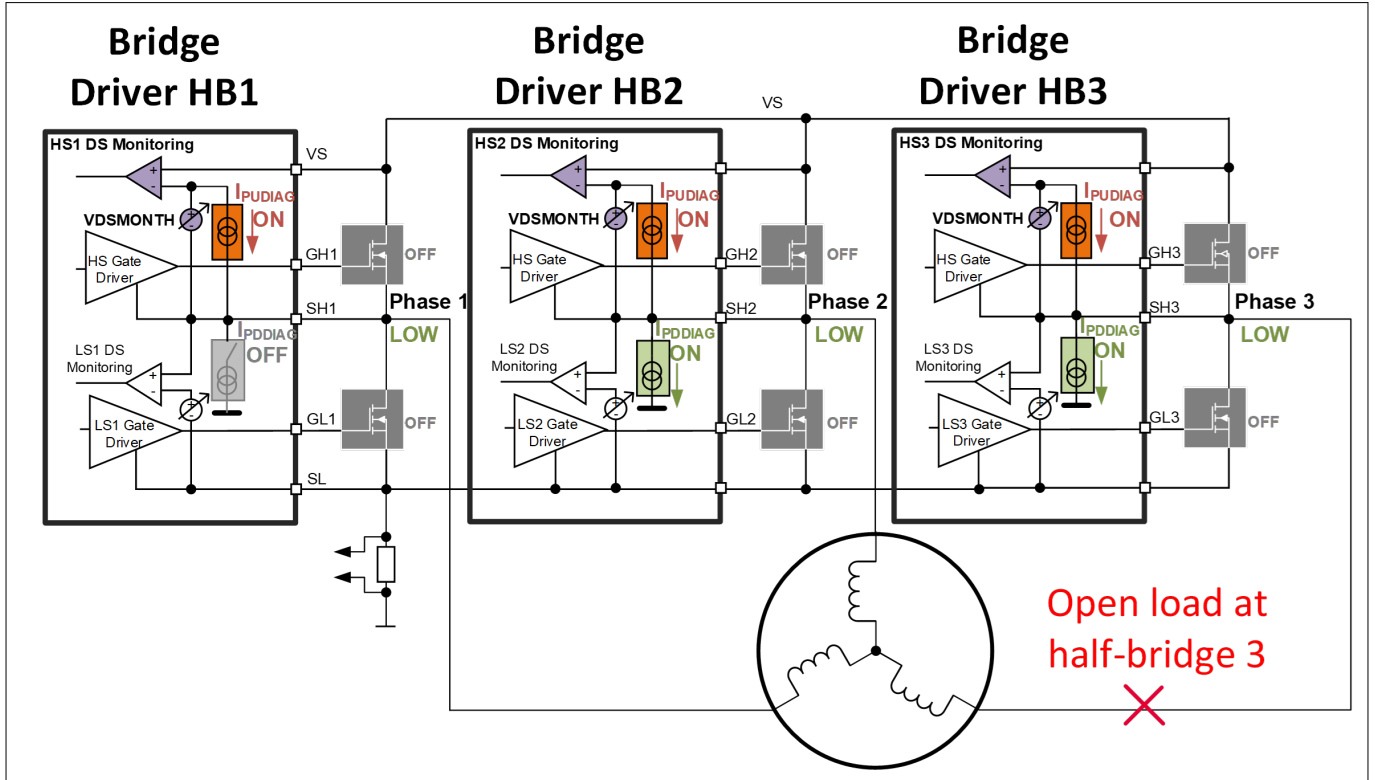 Bridge
Driver HB1
Bridge
Driver HB2
Bridge
Driver HB3
VS
HS1 DS Monitoring
VS
+
-
IPUDIAG
ON
VDSMONTH
+
-
HS Gate
Driver
GH1
OFF
SH1
Phase 1
LOW
IPDDIAG
OFF
LS1 DS
Monitoring
+
-
+
-
LS1 Gate
Driver
GL1
OFF
SL
HS2 DS Monitoring
+
-
IPUDIAG
ON
VDSMONTH
+
-
HS Gate
Driver
GH2
OFF
SH2
Phase 2
LOW
IPDDIAG
ON
LS2 DS
Monitoring
+
-
+
-
LS2 Gate
Driver
GL2
OFF
HS3 DS Monitoring
+
-
IPUDIAG
ON
VDSMONTH
+
-
HS Gate
Driver
GH3
OFF
SH3
Phase 3
LOW
IPDDIAG
ON
LS3 DS
Monitoring
+
-
+
-
LS3 Gate
Driver
GL3
OFF
Open load at
half-bridge 3